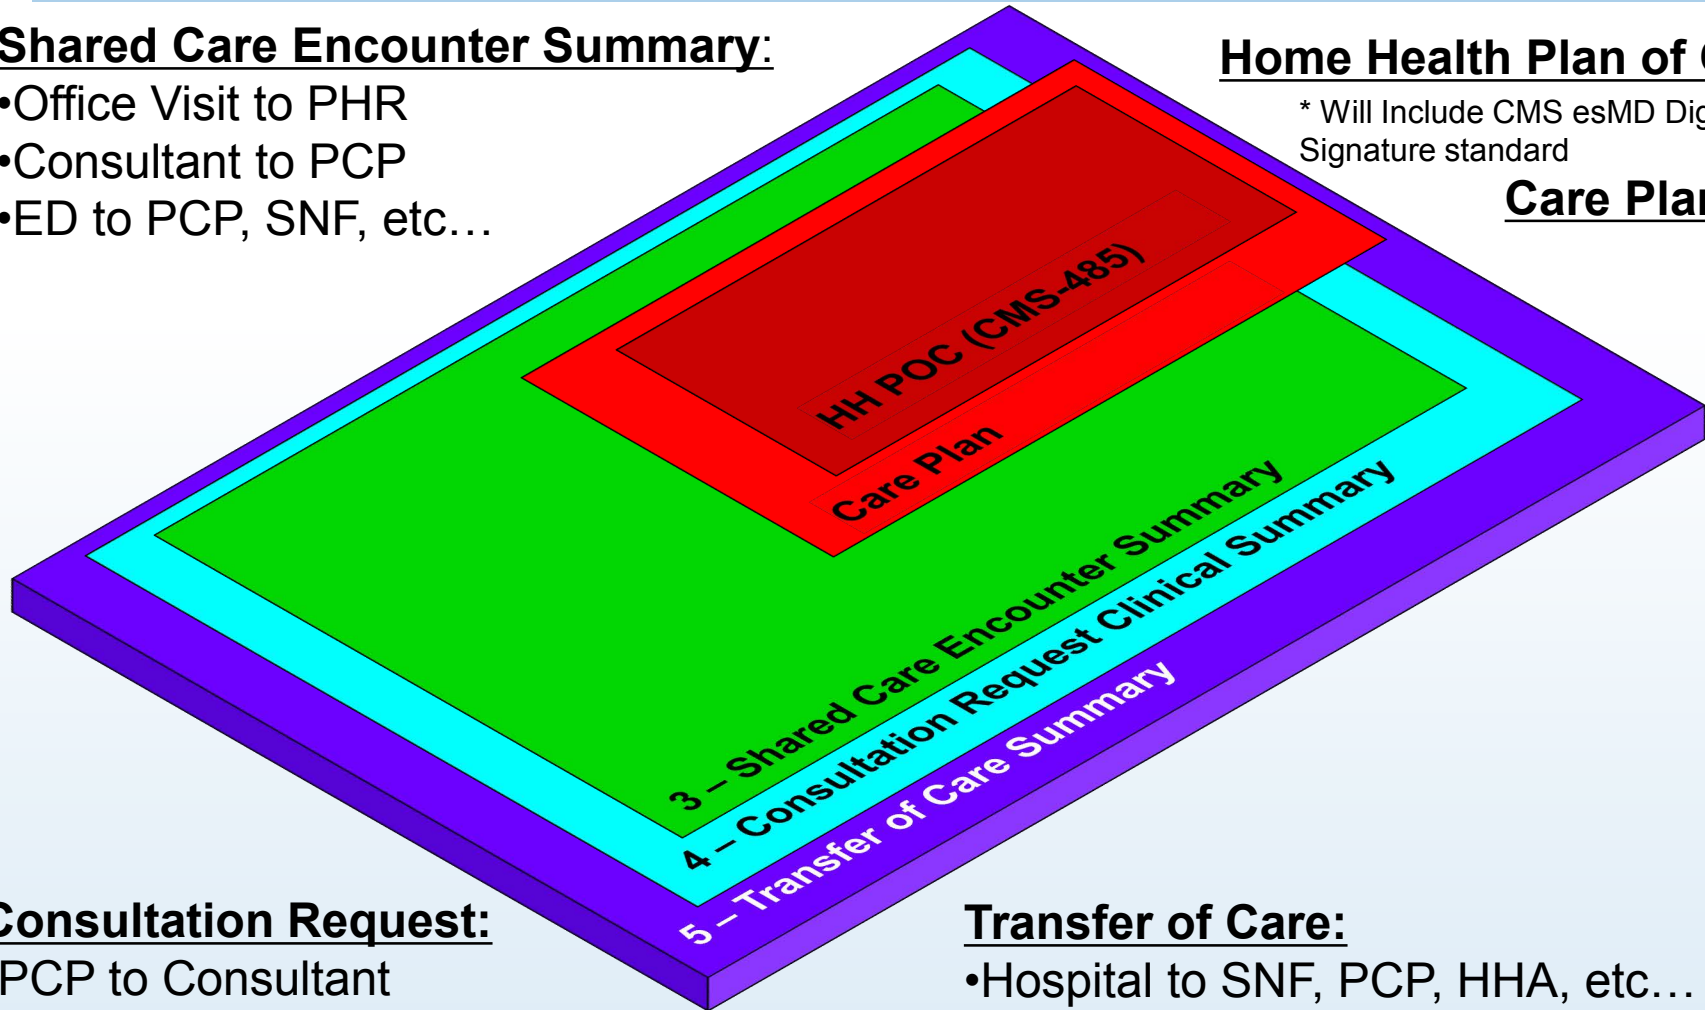 Shared Care Encounter Summary:
•Office Visit to PHR
•Consultant to PCP
•ED to PCP, SNF, etc…
Home Health Plan of
* Will Include CMS esMD Dig
Signature standard
Care Plan
HH POC (CMS-485)
Care Plan
3 – Shared Care Encounter Summary
4 – Consultation Request Clinical Summary
5 – Transfer of Care Summary
Consultation Request:
PCP to Consultant
Transfer of Care:
•Hospital to SNF, PCP, HHA, etc…